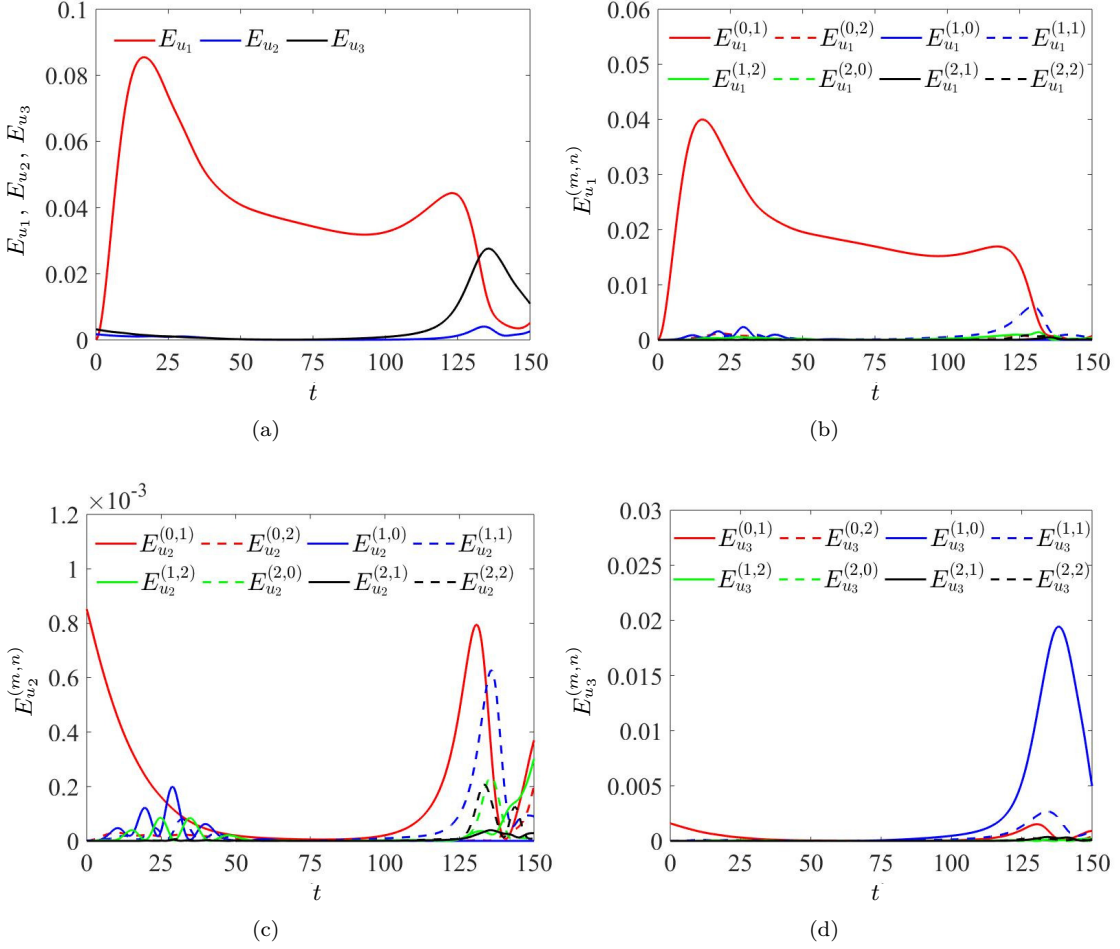 0.1
E_{u_1} E_{u_2} E_{u_3}
0.08
0.06
0.04
0.02
0
E_{u_1}, E_{u_2}, E_{u_3}
0 25 50 75 100 125 150
t
(a)
0.06
E_{u_1}^{(0,1)} E_{u_1}^{(0,2)} E_{u_1}^{(1,0)} E_{u_1}^{(1,1)}
E_{u_1}^{(1,2)} E_{u_1}^{(2,0)} E_{u_1}^{(2,1)} E_{u_1}^{(2,2)}
0.05
0.04
0.03
0.02
0.01
0
E_{u_1}^{(m,n)}
0 25 50 75 100 125 150
t
(b)
×10^{-3}
1.2
E_{u_2}^{(0,1)} E_{u_2}^{(0,2)} E_{u_2}^{(1,0)} E_{u_2}^{(1,1)}
E_{u_2}^{(1,2)} E_{u_2}^{(2,0)} E_{u_2}^{(2,1)} E_{u_2}^{(2,2)}
1
0.8
0.6
0.4
0.2
0
E_{u_2}^{(m,n)}
0 25 50 75 100 125 150
t
(c)
0.03
E_{u_3}^{(0,1)} E_{u_3}^{(0,2)} E_{u_3}^{(1,0)} E_{u_3}^{(1,1)}
E_{u_3}^{(1,2)} E_{u_3}^{(2,0)} E_{u_3}^{(2,1)} E_{u_3}^{(2,2)}
0.025
0.02
0.015
0.01
0.005
0
E_{u_3}^{(m,n)}
0 25 50 75 100 125 150
t
(d)